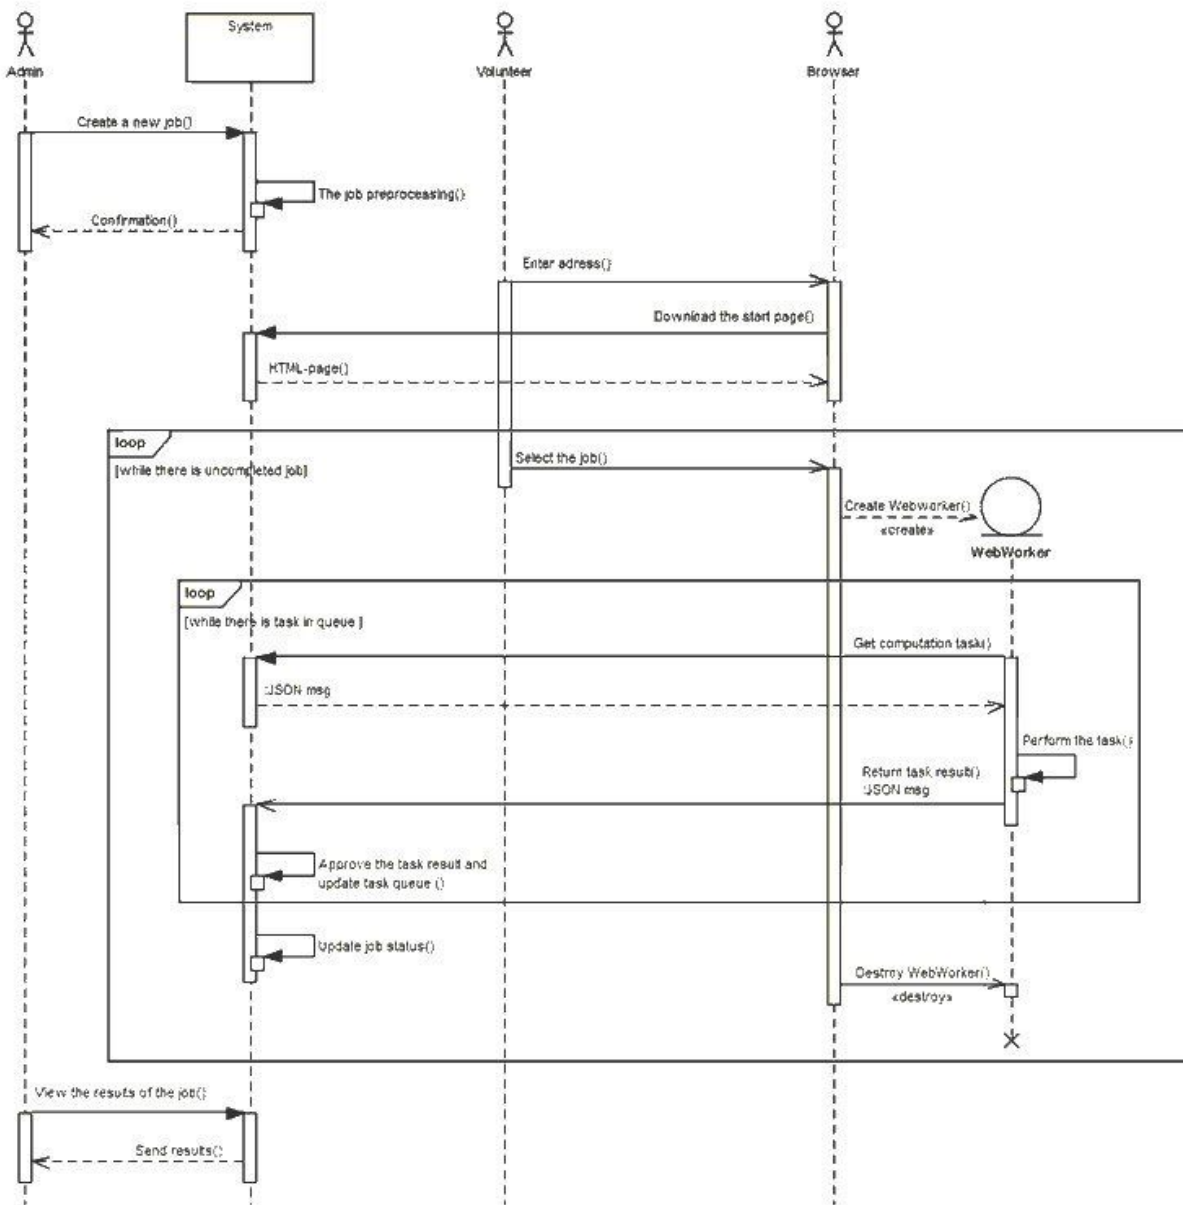 System
Admin
Volunteer
Browser
Create a new job()
The job preprocessing()
Confirmation()
Enter adress()
Download the start page()
HTML-page()
loop
[while there is uncompleted job]
Select the job()
Create Webworker()
«create»
WebWorker
loop
[while there is task in queue ]
Get computation task()
:JSON msg
Perform the task()
Return task result()
:JSON msg
Approve the task result and
update task queue ()
Update job status()
Destroy WebWorker()
«destroy»
View the results of the job()
Send results()